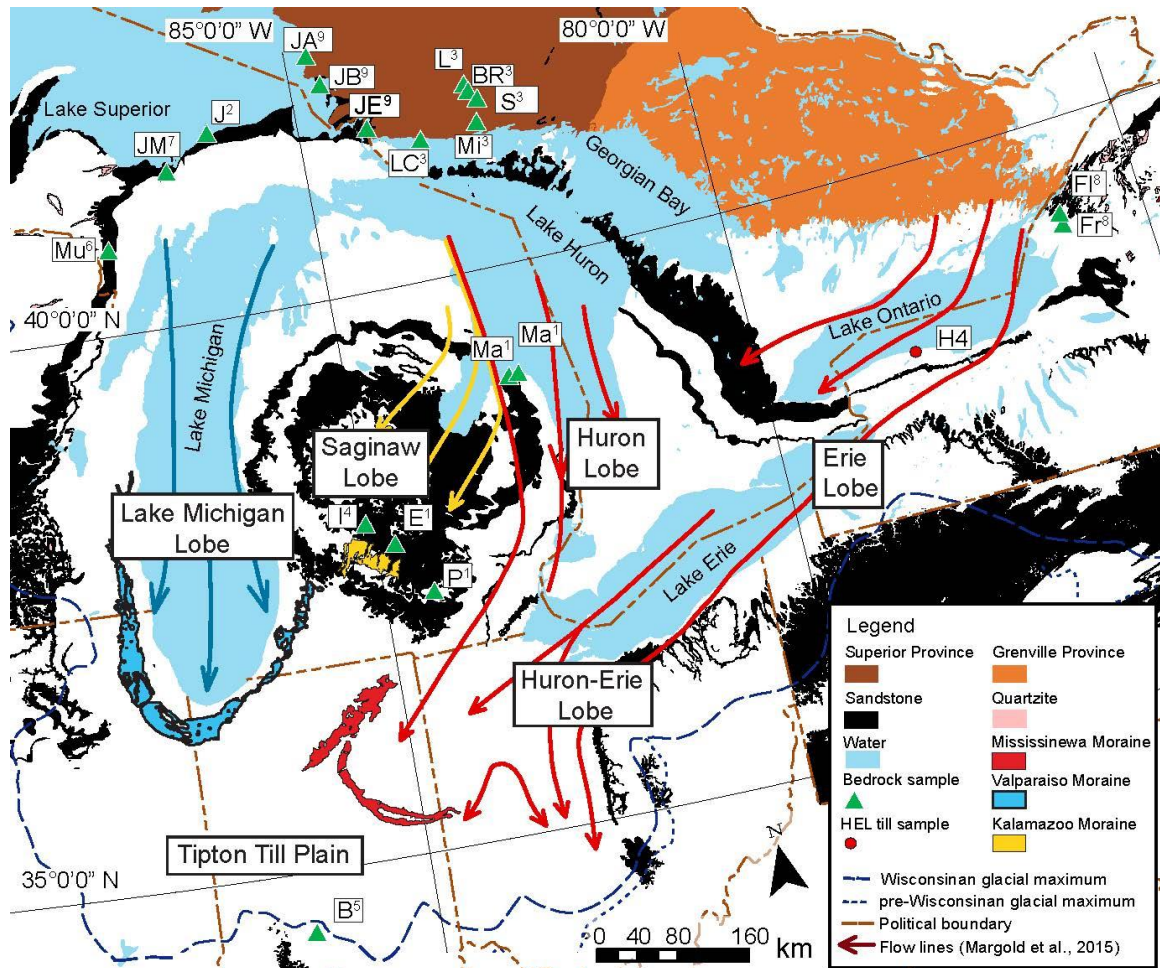 85°0'0” W
80°0'0” W
JA⁹
JB⁹
JE⁹
L³
BR³
S³
Mi³
LC³
Lake Superior
J²
JM⁷
Mu⁶
Georgian Bay
Lake Huron
Fl⁸
Fr⁸
40°0'0” N
Lake Michigan
Lake Ontario
H4
Ma¹
Ma¹
Saginaw
Lobe
Huron
Lobe
Erie
Lobe
Lake Michigan
Lobe
I⁴
E¹
P¹
Lake Erie
Huron-Erie
Lobe
Tipton Till Plain
35°0'0” N
B⁵
N
0 40 80 160
km
Legend
Superior Province
Grenville Province
Sandstone
Quartzite
Water
Mississinewa Moraine
Bedrock sample
Valparaiso Moraine
HEL till sample
Kalamazoo Moraine
Wisconsinan glacial maximum
pre-Wisconsinan glacial maximum
Political boundary
Flow lines (Margold et al., 2015)